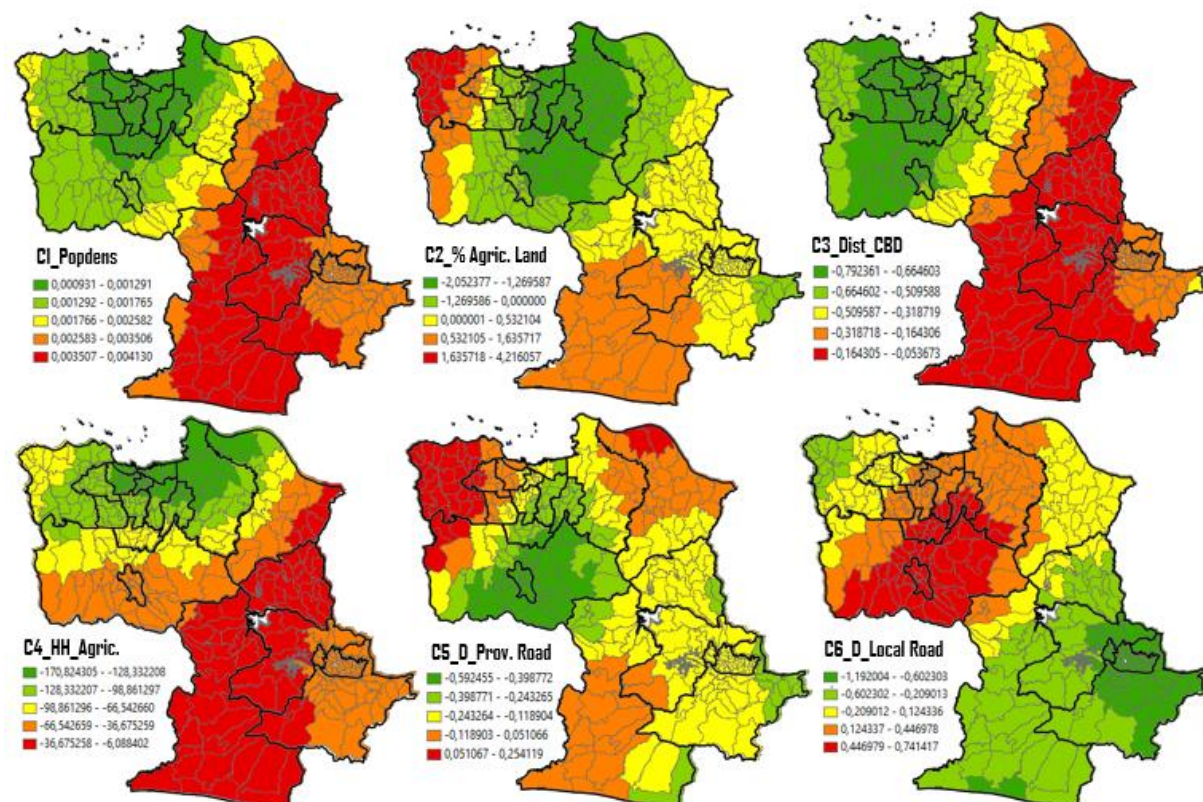 C1_Popdens
0,000931 - 0,001291
0,001292 - 0,001765
0,001766 - 0,002582
0,002583 - 0,003506
0,003507 - 0,004130
C2_% Agric. Land
-2,052377 - -1,269587
-1,269586 - 0,000000
0,000001 - 0,532104
0,532105 - 1,635717
1,635718 - 4,216057
C3_Dist_CBD
-0,792361 - -0,664603
-0,664602 - -0,509588
-0,509587 - -0,318719
-0,318718 - -0,164306
-0,164305 - -0,053673
C4_HH_Agric.
-170,824305 - -128,332208
-128,332207 - -98,861297
-98,861296 - -66,542660
-66,542659 - -36,675259
-36,675258 - -6,088402
C5_D_Prov. Road
-0,592455 - -0,398772
-0,398771 - -0,243265
-0,243264 - -0,118904
-0,118903 - -0,051066
0,051067 - 0,254119
C6_D_Local Road
-1,192004 - -0,602303
-0,602302 - -0,209013
-0,209012 - 0,124336
0,124337 - 0,446978
0,446979 - 0,741417